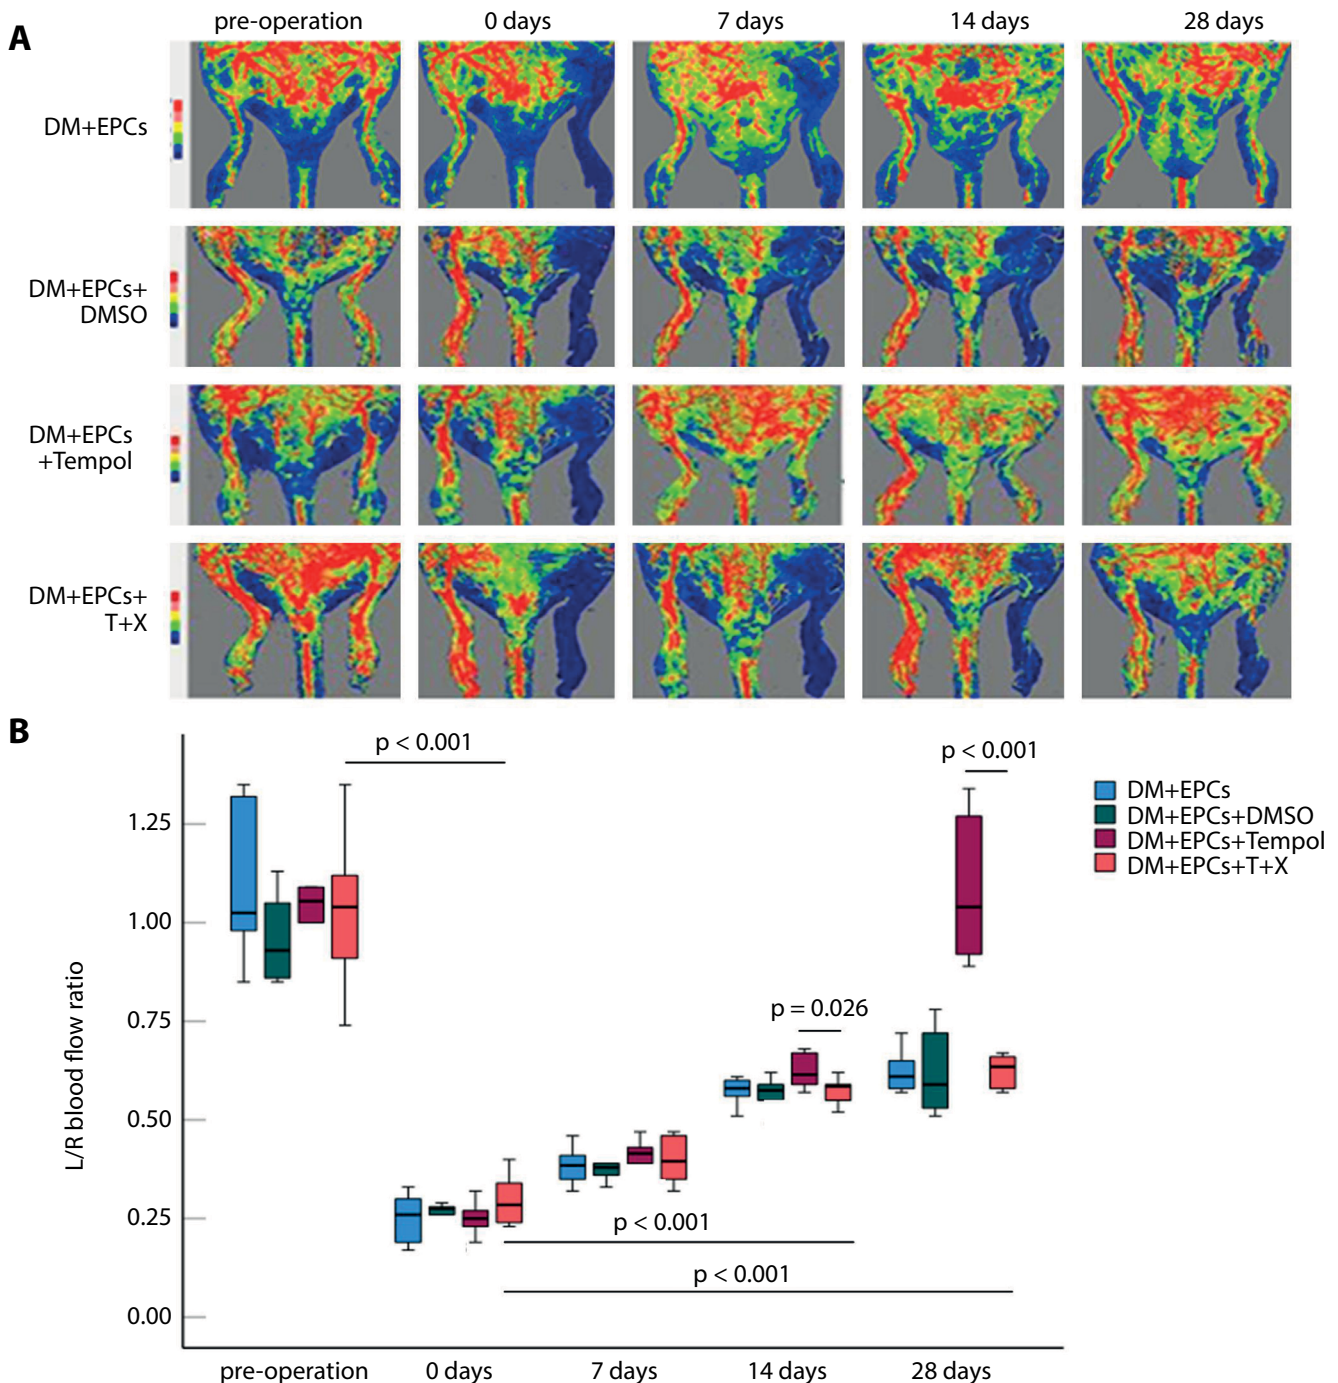 A
pre-operation 0 days 7 days 14 days 28 days
DM+EPCs
DM+EPCs+
DMSO
DM+EPCs
+Tempol
DM+EPCs+
T+X
B
p < 0.001
p < 0.001
DM+EPCs
DM+EPCs+DMSO
DM+EPCs+Tempol
DM+EPCs+T+X
L/R blood flow ratio
1.25
1.00
0.75
0.50
0.25
0.00
p = 0.026
p < 0.001
p < 0.001
pre-operation 0 days 7 days 14 days 28 days